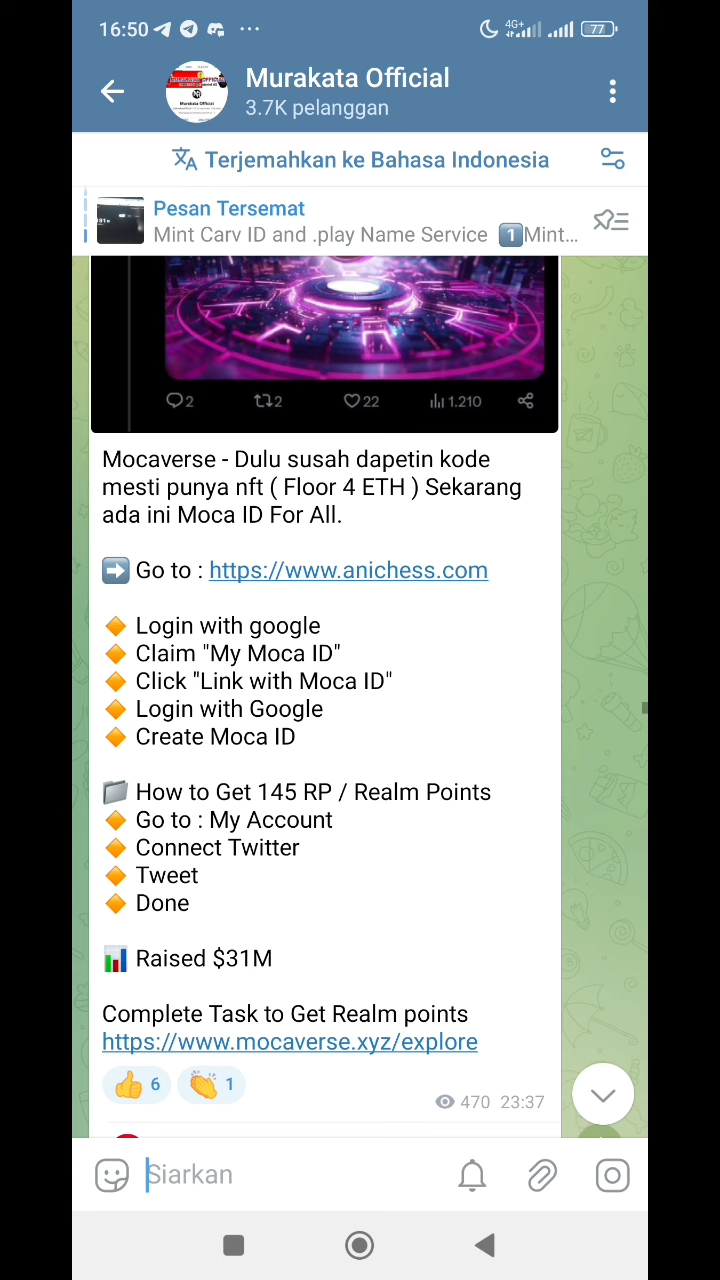 16:50
4G+
77
Murakata Official
3.7K pelanggan
Terjemahkan ke Bahasa Indonesia
Pesan Tersemat
Mint Carv ID and .play Name Service 1️⃣Mint...
2 2 22 1.210
Mocaverse - Dulu susah dapetin kode
mesti punya nft ( Floor 4 ETH ) Sekarang
ada ini Moca ID For All.
➡️ Go to : https://www.anichess.com
🔶 Login with google
🔶 Claim "My Moca ID"
🔶 Click "Link with Moca ID"
🔶 Login with Google
🔶 Create Moca ID
📁 How to Get 145 RP / Realm Points
🔶 Go to : My Account
🔶 Connect Twitter
🔶 Tweet
🔶 Done
📊 Raised $31M
Complete Task to Get Realm points
https://www.mocaverse.xyz/explore
👍 6 👏 1
470 23:37
Siarkan